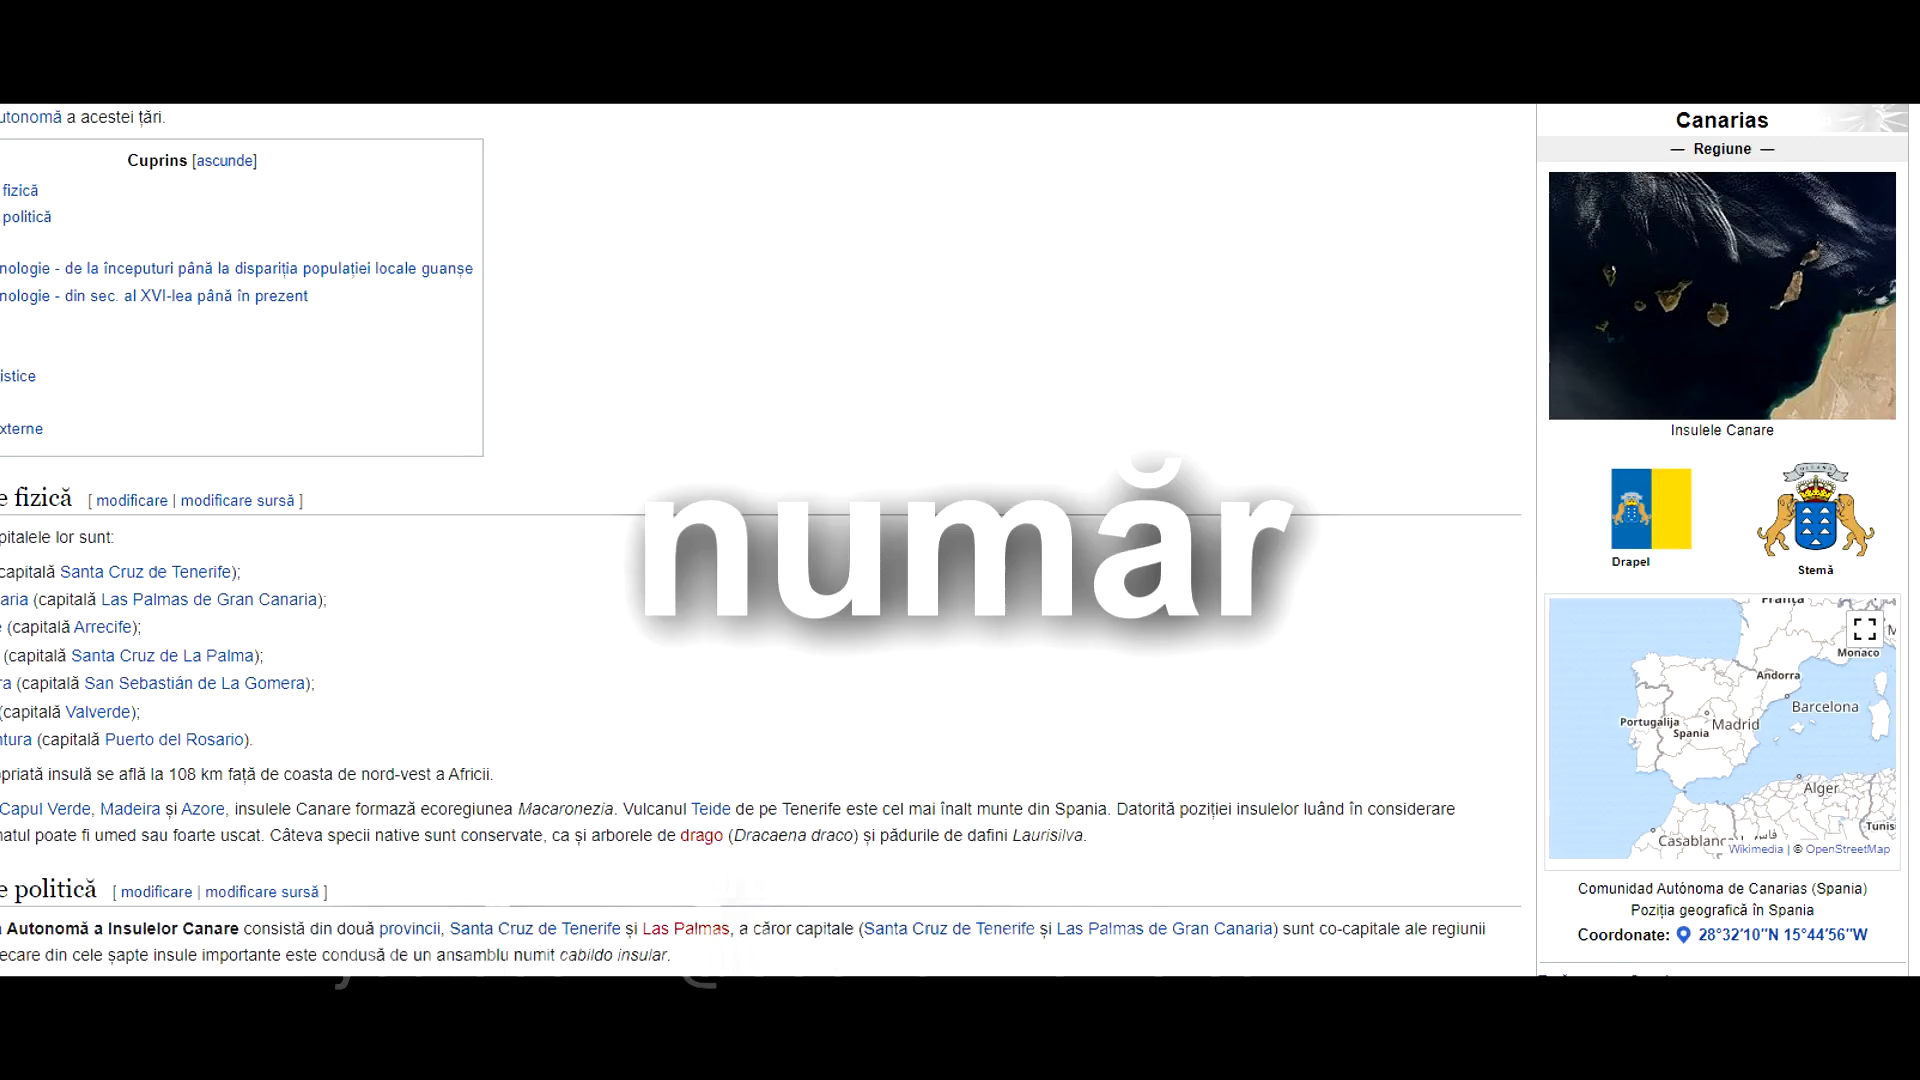 utonomă a acestei țări.
Cuprins [ascunde]
fizică
politică
nologie - de la începuturi până la dispariția populației locale guanșe
nologie - din sec. al XVI-lea până în prezent
istice
xterne
e fizică [ modificare | modificare sursă ]
pitalele lor sunt:
capitală Santa Cruz de Tenerife);
aria (capitală Las Palmas de Gran Canaria);
e (capitală Arrecife);
(capitală Santa Cruz de La Palma);
ra (capitală San Sebastián de La Gomera);
(capitală Valverde);
ntura (capitală Puerto del Rosario).
opriată insulă se află la 108 km față de coasta de nord-vest a Africii.
Capul Verde, Madeira și Azore, insulele Canare formază ecoregiunea Macaronezia. Vulcanul Teide de pe Tenerife este cel mai înalt munte din Spania. Datorită poziției insulelor luând în considerare
matul poate fi umed sau foarte uscat. Câteva specii native sunt conservate, ca și arborele de drago (Dracaena draco) și pădurile de dafini Laurisilva.
e politică [ modificare | modificare sursă ]
a Autonomă a Insulelor Canare consistă din două provincii, Santa Cruz de Tenerife și Las Palmas, a căror capitale (Santa Cruz de Tenerife și Las Palmas de Gran Canaria) sunt co-capitale ale regiunii
ecare din cele șapte insule importante este condusă de un ansamblu numit cabildo insular.
număr
Canarias
— Regiune —
Insulele Canare
Drapel
Stemă
Franța
Monaco
Andorra
Barcelona
Portugalija
Madrid
Spania
Alger
Tunis
Casablanc
فاس
Wikimedia | © OpenStreetMap
Comunidad Autónoma de Canarias (Spania)
Poziția geografică în Spania
Coordonate: 28°32′10″N 15°44′56″W